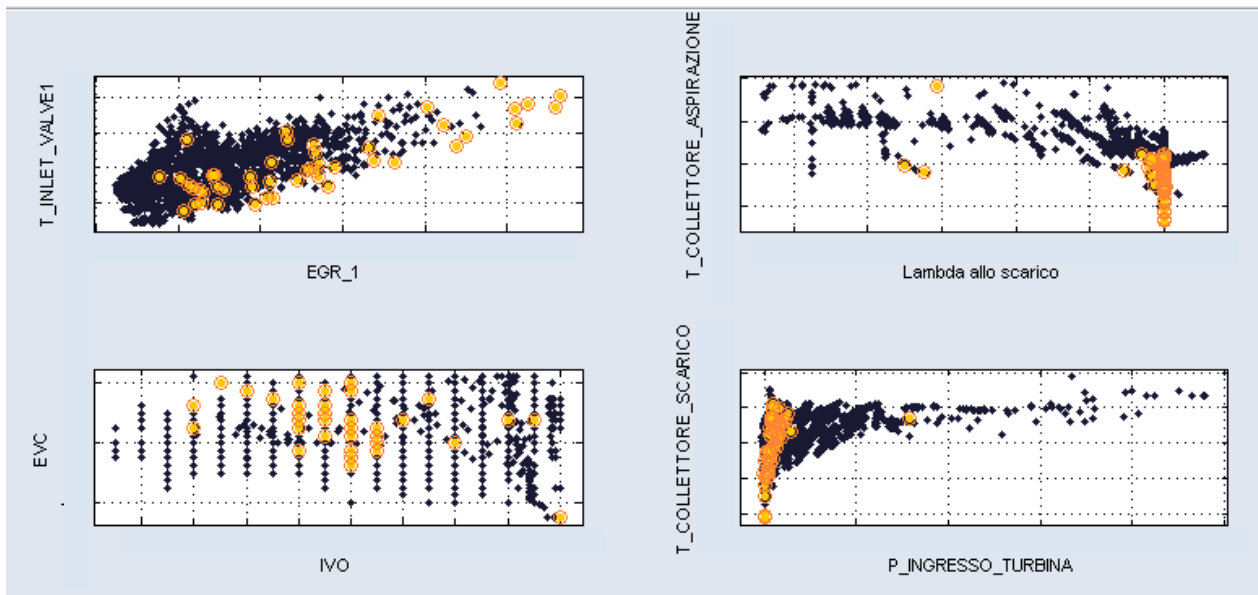 T_INLET_VALVE1
EGR_1
T_COLLETTORE_ASPIRAZIONE
Lambda allo scarico
EVC
IVO
T_COLLETTORE_SCARICO
P_INGRESSO_TURBINA